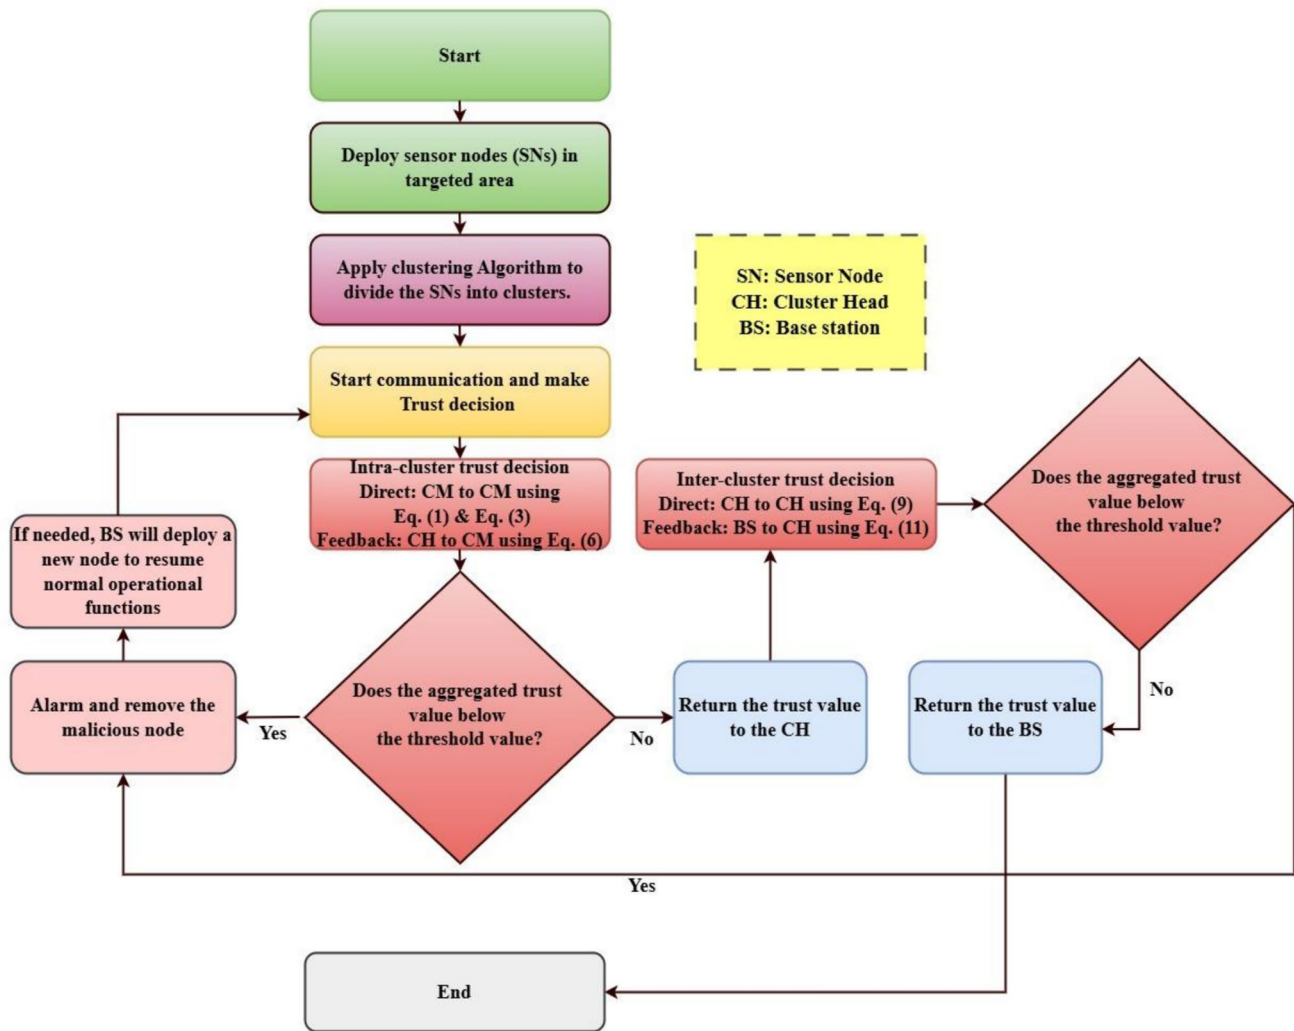 Start
Deploy sensor nodes (SNs) in
targeted area
Apply clustering Algorithm to
divide the SNs into clusters.
SN: Sensor Node
CH: Cluster Head
BS: Base station
Start communication and make
Trust decision
Intra-cluster trust decision
Direct: CM to CM using
Eq. (1) & Eq. (3)
Feedback: CH to CM using Eq. (6)
Inter-cluster trust decision
Direct: CH to CH using Eq. (9)
Feedback: BS to CH using Eq. (11)
Does the aggregated trust
value below
the threshold value?
If needed, BS will deploy a
new node to resume
normal operational
functions
Alarm and remove the
malicious node
Yes
Does the aggregated trust
value below
the threshold value?
No
Return the trust value
to the CH
Return the trust value
to the BS
No
Yes
End